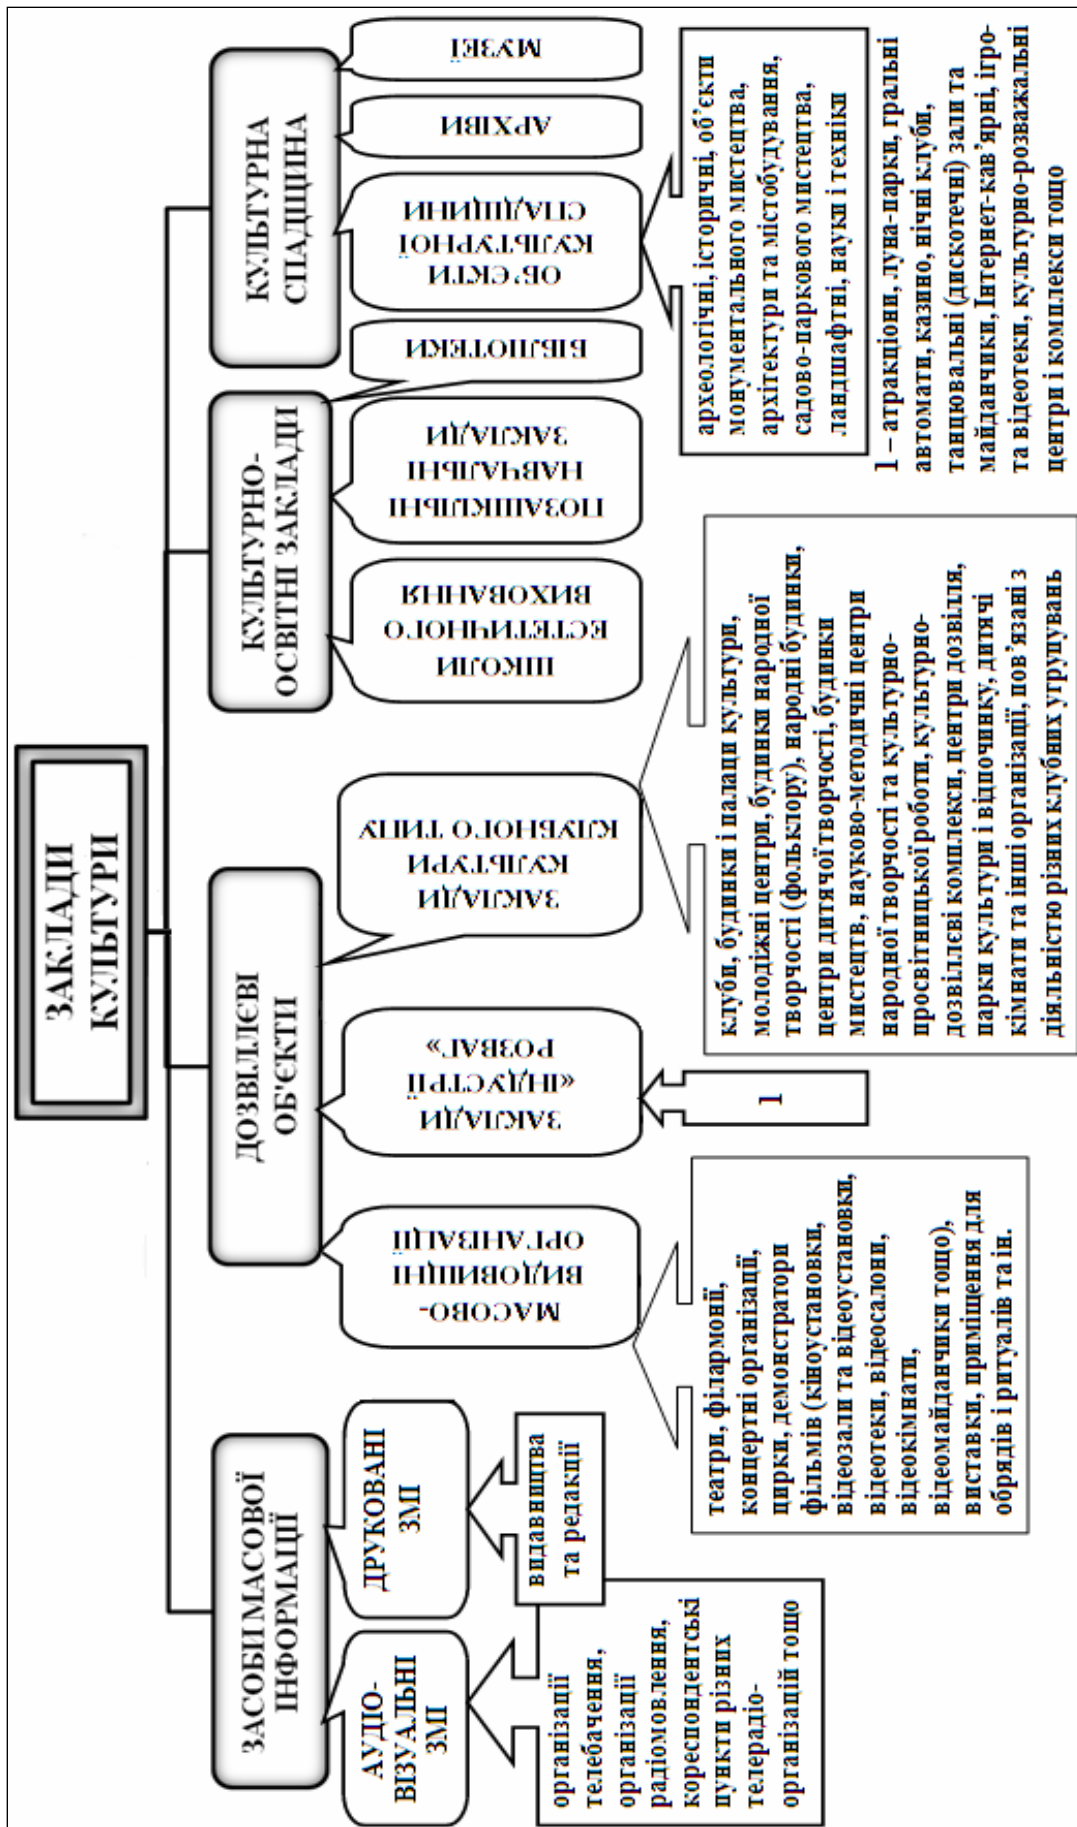 ЗАКЛАДИ
КУЛЬТУРИ
ЗАСОБИ МАСОВОЇ
ІНФОРМАЦІЇ
АУДІО-
ВІЗУАЛЬНІ
ЗМІ
організації
телебачення,
організації
радіомовлення,
кореспондентські
пункти різних
телерадіо-
організацій тощо
ДРУКОВАНІ
ЗМІ
видавництва
та редакції
ДОЗВІЛЛЄВІ
ОБ'ЄКТИ
МАСОВО-
ВИДОВИЩНІ
ОРГАНІЗАЦІЇ
театри, філармонії,
концертні організації,
цирки, демонстратори
фільмів (кіноустановки,
відеозали та відеоустановки,
відеотеки, відеосалони,
відеокімнати,
відеомайданчики тощо),
виставки, приміщення для
обрядів і ритуалів та ін.
ЗАКЛАДИ
«ІНДУСТРІЇ
РОЗВАГ»
1
ЗАКЛАДИ
КУЛЬТУРИ
КЛУБНОГО ТИПУ
клуби, будинки і палаци культури,
молодіжні центри, будинки народної
творчості (фольклору), народні будинки,
центри дитячої творчості, будинки
мистецтв, науково-методичні центри
народної творчості та культурно-
просвітницької роботи, культурно-
дозвіллєві комплекси, центри дозвілля,
парки культури і відпочинку, дитячі
кімнати та інші організації, пов’язані з
діяльністю різних клубних угрупувань
КУЛЬТУРНО-
ОСВІТНІ ЗАКЛАДИ
ШКОЛИ
ЕСТЕТИЧНОГО
ВИХОВАННЯ
ПОЗАШКІЛЬНІ
НАВЧАЛЬНІ
ЗАКЛАДИ
БІБЛІОТЕКИ
КУЛЬТУРНА
СПАДЩИНА
ОБ’ЄКТИ
КУЛЬТУРНОЇ
СПАДЩИНИ
АРХІВИ
МУЗЕЇ
археологічні, історичні, об’єкти
монументального мистецтва,
архітектури та містобудування,
садово-паркового мистецтва,
ландшафтні, науки і техніки
1 – атракціони, луна-парки, гральні
автомати, казино, нічні клуби,
танцювальні (дискотечні) зали та
майданчики, Інтернет-кав’ярні, ігро-
та відеотеки, культурно-розважальні
центри і комплекси тощо